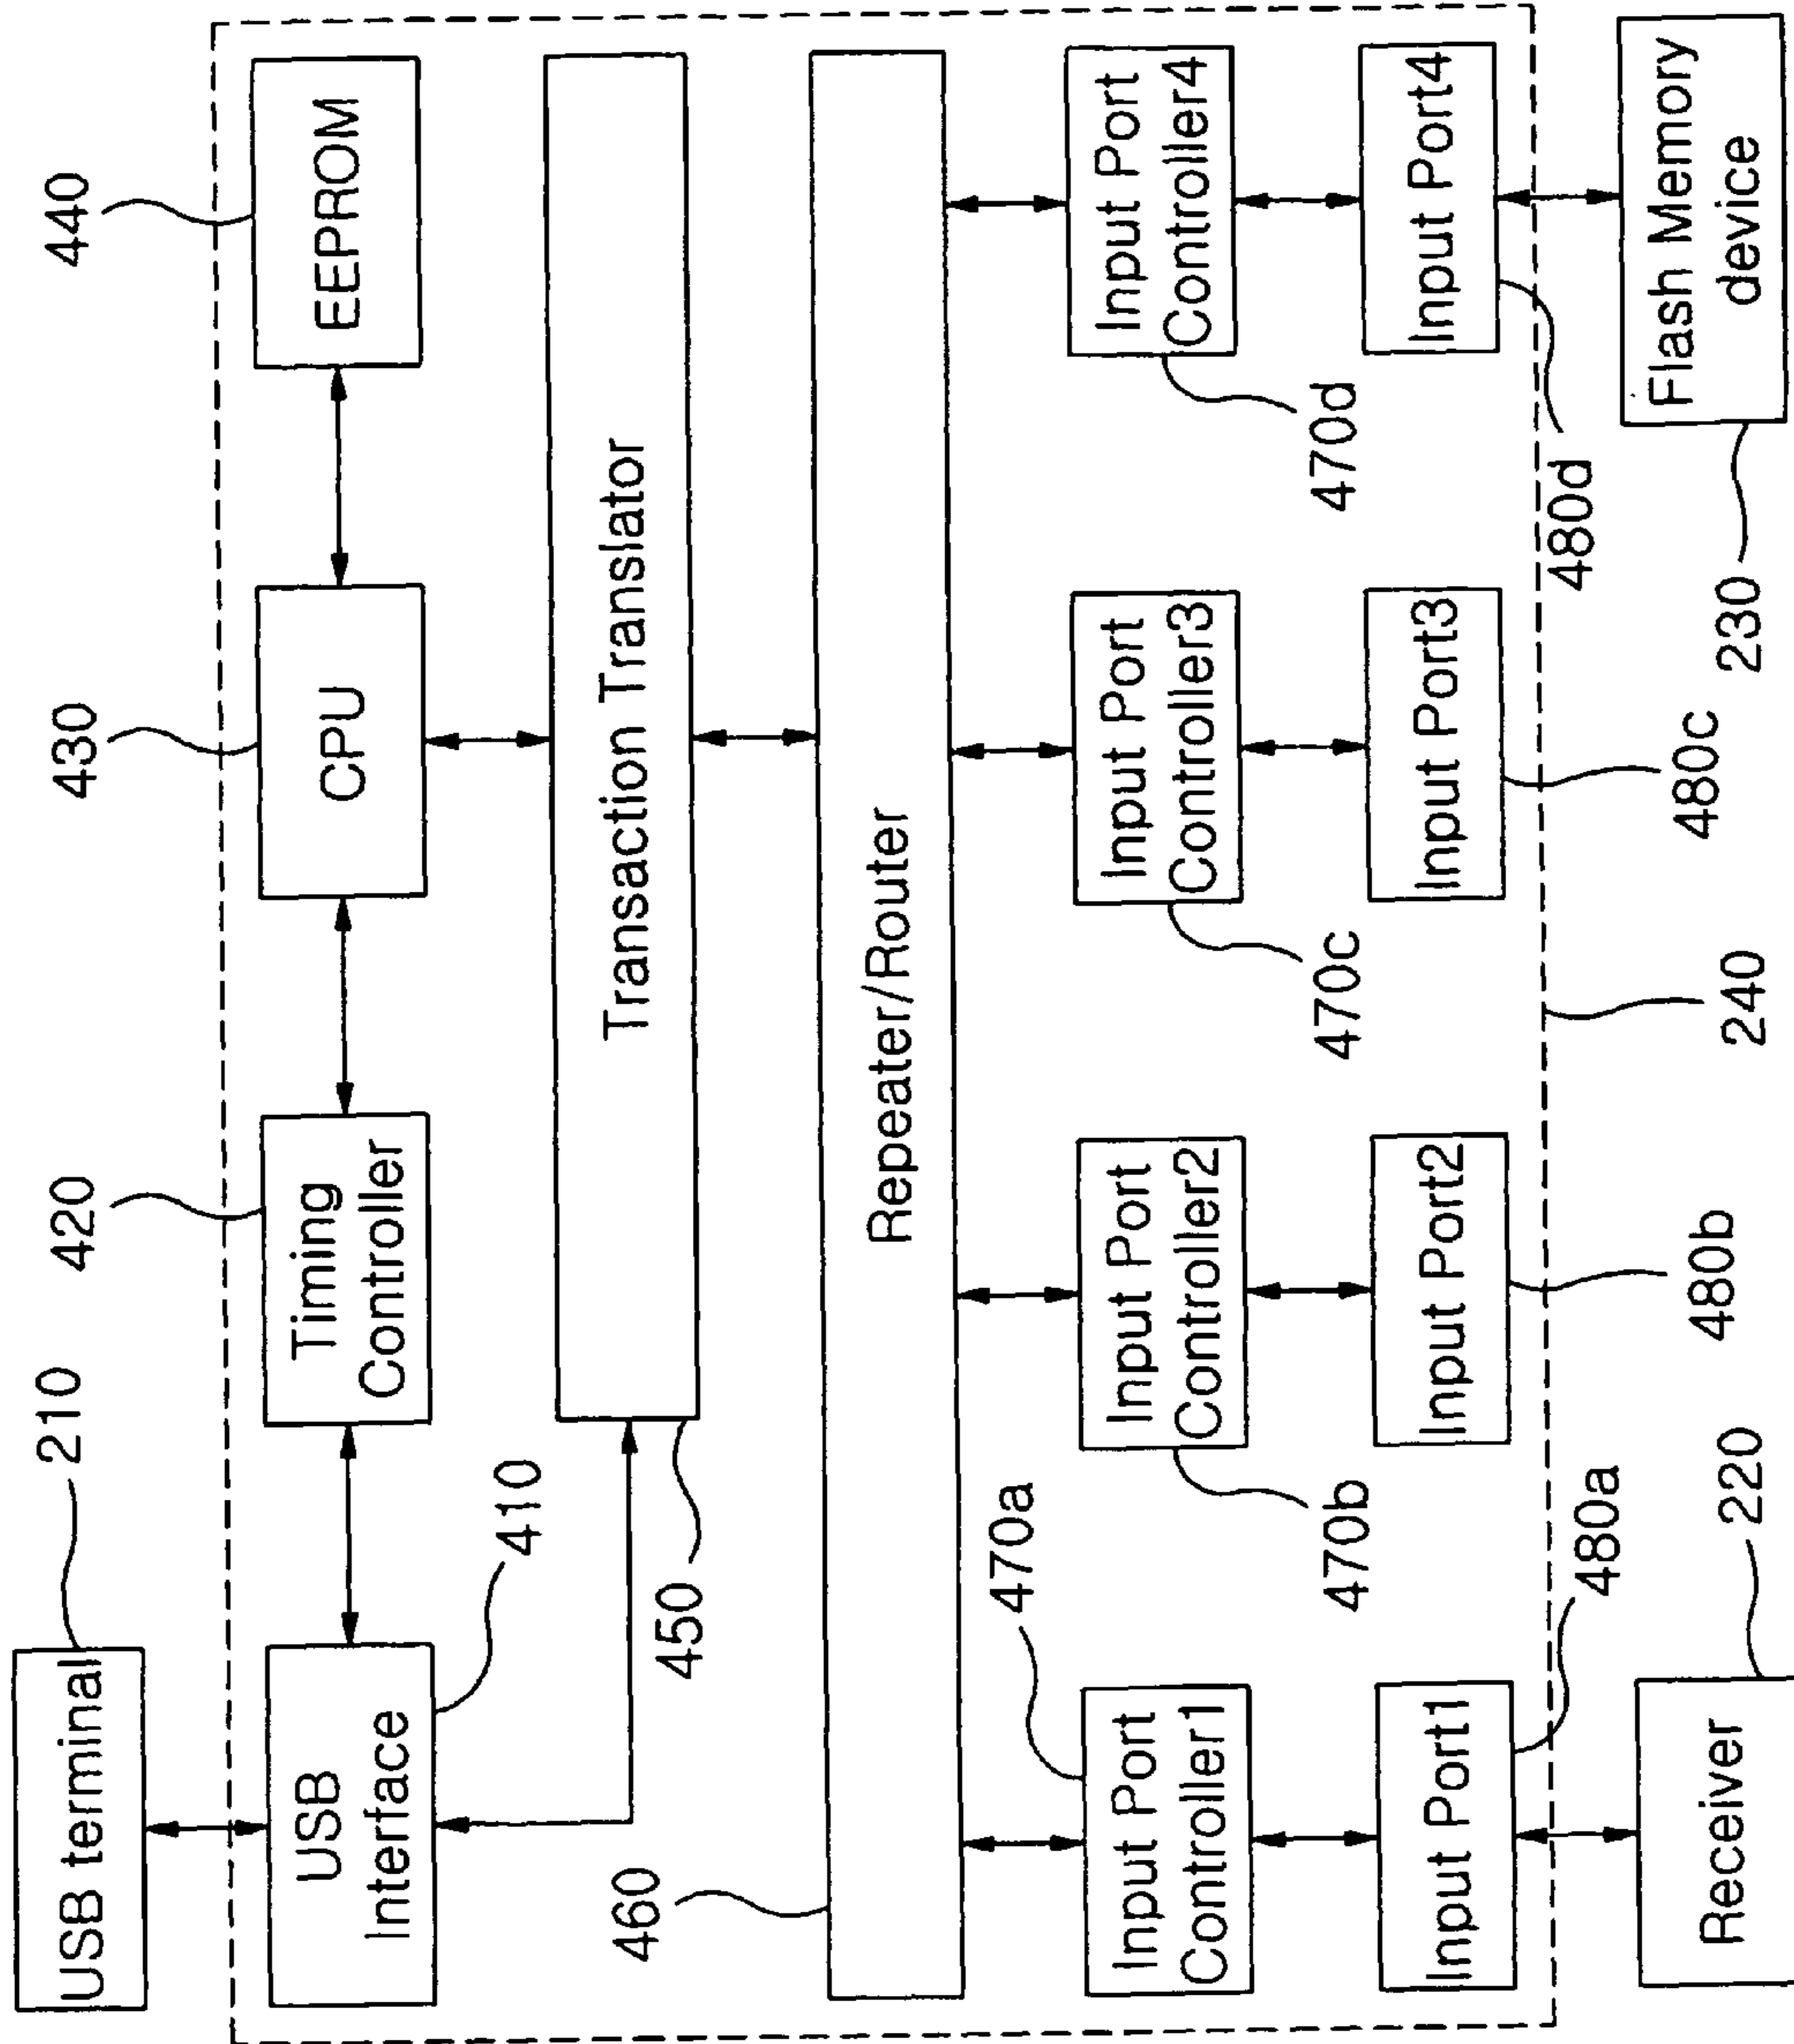 USB terminal
210
420
430
440
USB
Interface
Timing
Controller
CPU
EEPROM
410
Transaction Translator
460
450
Repeater/Router
470a
Input Port
Controller1
Input Port
Controller2
Input Port
Controller3
Input Port
Controller4
470b
470c
470d
Input Port1
Input Port2
Input Port3
Input Port4
480a
480d
480b
480c
Receiver
220
240
230
Flash Memory
device